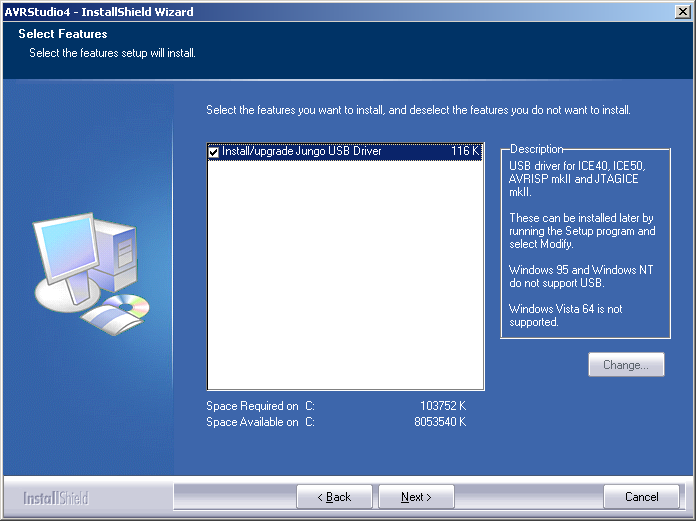 AVRStudio4 - InstallShield Wizard
Select Features
Select the features setup will install.
Select the features you want to install, and deselect the features you do not want to install.
Install/upgrade Jungo USB Driver 116 K
Description
USB driver for ICE40, ICE50,
AVRISP mkII and JTAGICE
mkII.
These can be installed later by
running the Setup program and
select Modify.
Windows 95 and Windows NT
do not support USB.
Windows Vista 64 is not
supported.
Change...
Space Required on C: 103752 K
Space Available on C: 8053540 K
InstallShield
< Back
Next >
Cancel